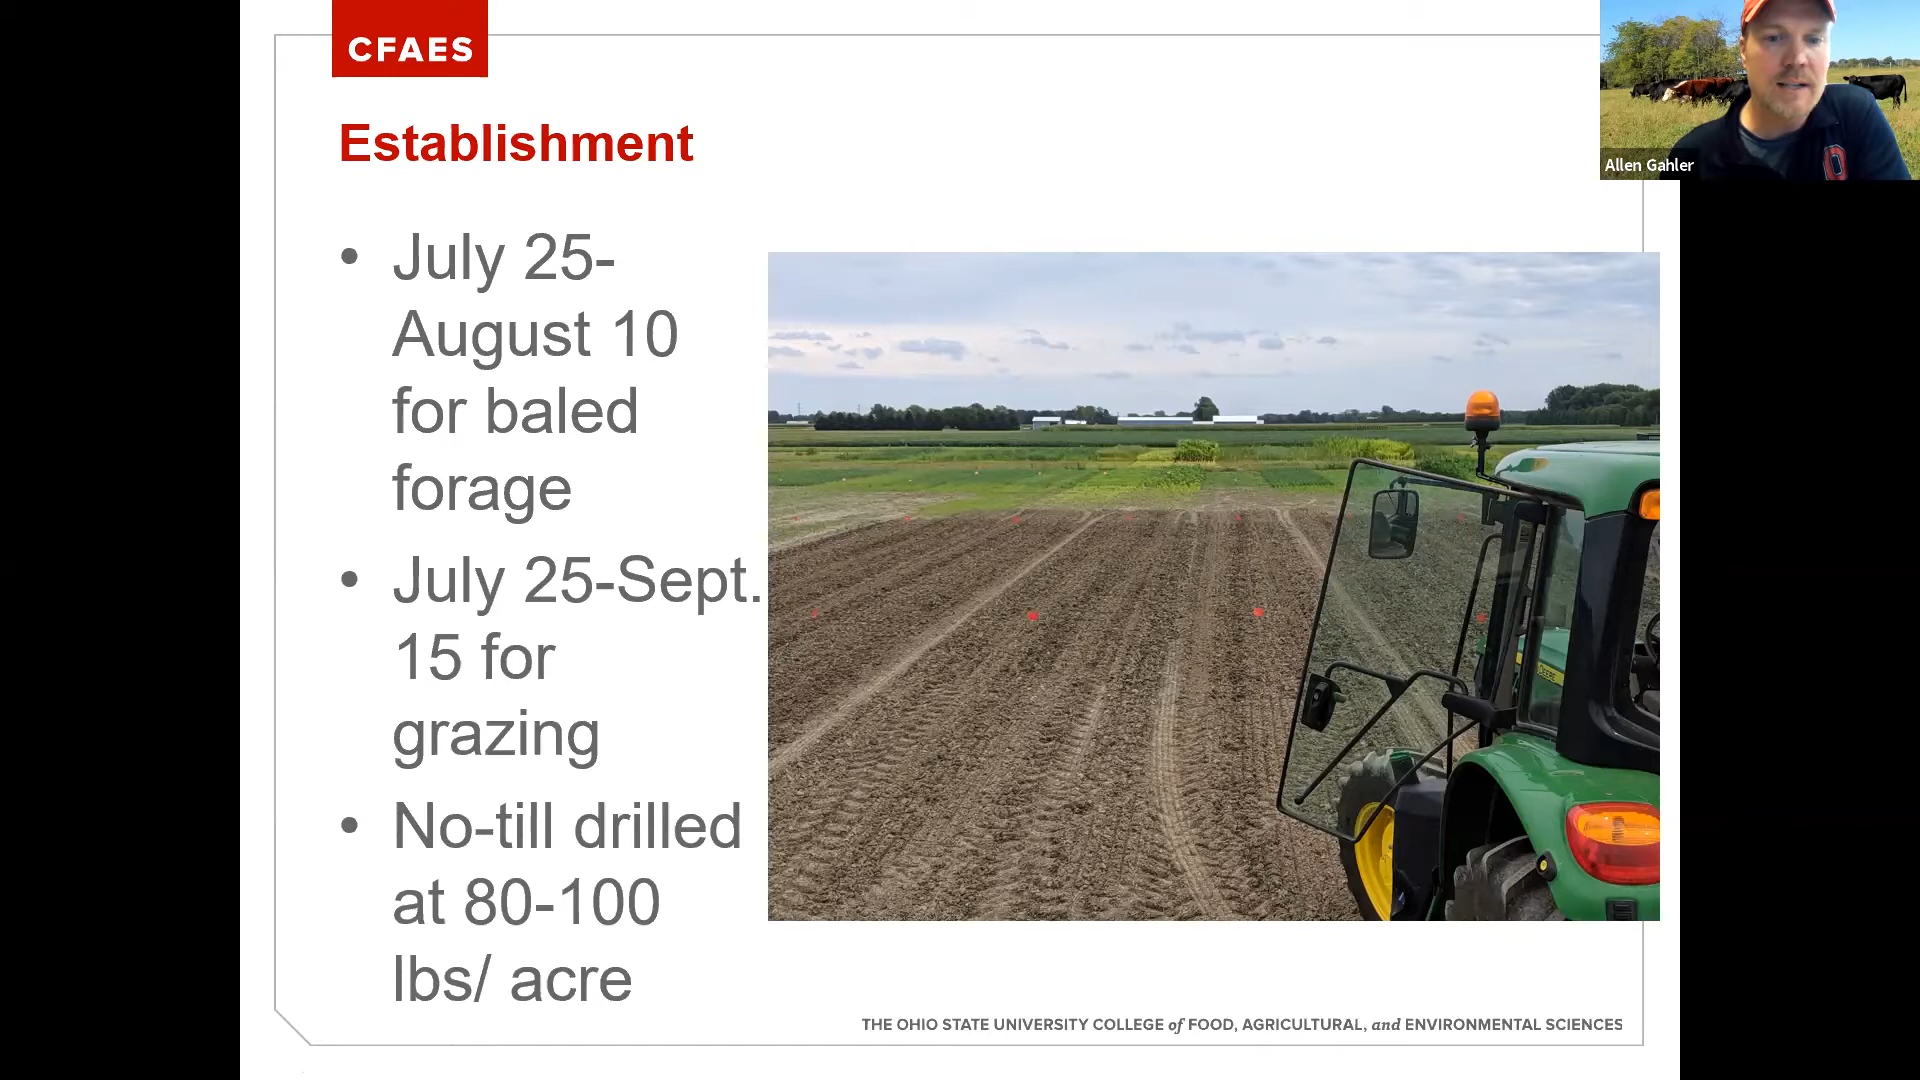 CFAES
Allen Gahler
Establishment
• July 25-
August 10
for baled
forage
• July 25-Sept.
15 for
grazing
• No-till drilled
at 80-100
lbs/ acre
DEERE
THE OHIO STATE UNIVERSITY COLLEGE of FOOD, AGRICULTURAL, and ENVIRONMENTAL SCIENCES